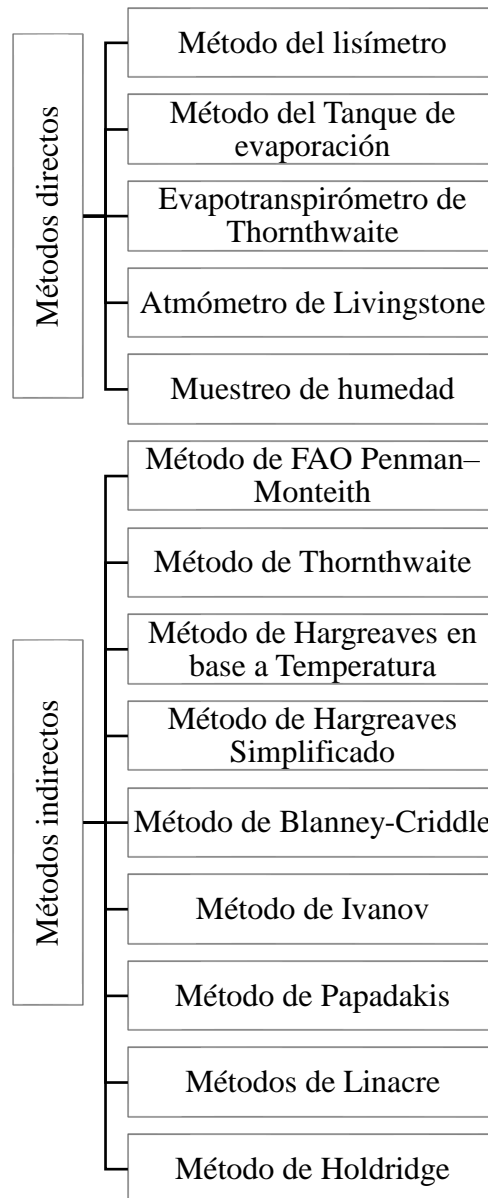 Métodos directos
Método del lisímetro
Método del Tanque de
evaporación
Evapotranspirómetro de
Thornthwaite
Atmómetro de Livingstone
Muestreo de humedad
Métodos indirectos
Método de FAO Penman–
Monteith
Método de Thornthwaite
Método de Hargreaves en
base a Temperatura
Método de Hargreaves
Simplificado
Método de Blanney-Criddle
Método de Ivanov
Método de Papadakis
Métodos de Linacre
Método de Holdridge